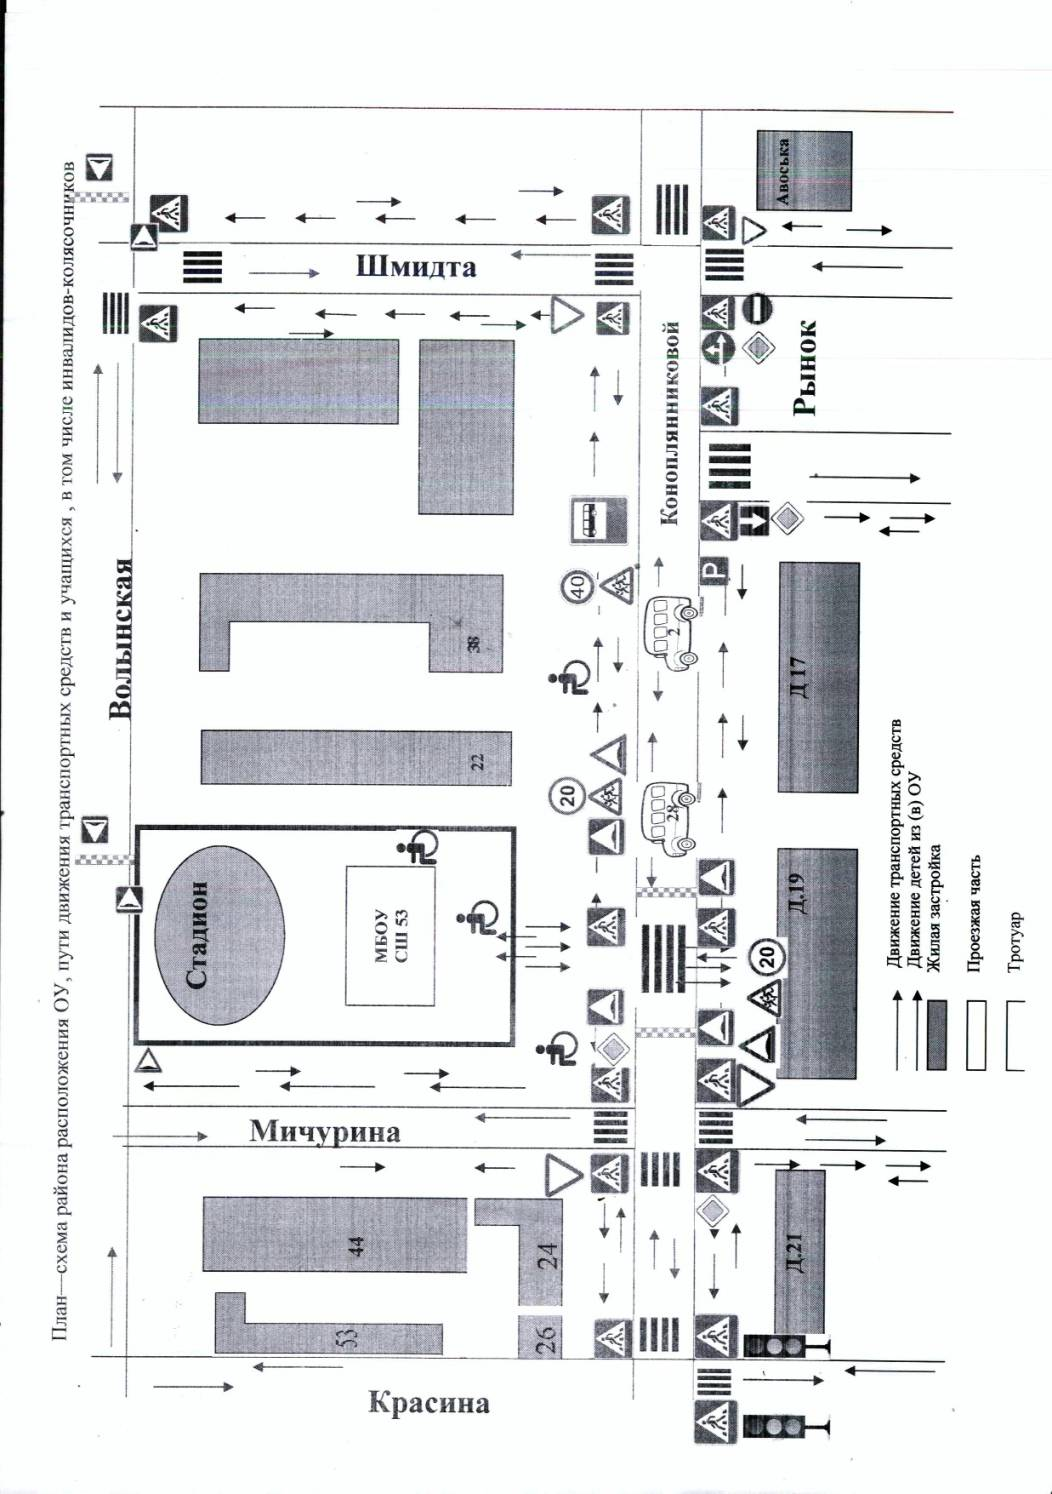 План—схема района расположения ОУ, пути движения транспортных средств и учащихся , в том числе инвалидов-колясочников
Волынская
Стадион
МБОУ
СШ 53
22
38
Шмидта
Мичурина
Красина
53
44
26
24
Коноплянниковой
40
20
28
2
P
20
Рынок
Авоська
Д 17
Д.19
Д.21
Движение транспортных средств
Движение детей из (в) ОУ
Жилая застройка
Проезжая часть
Тротуар